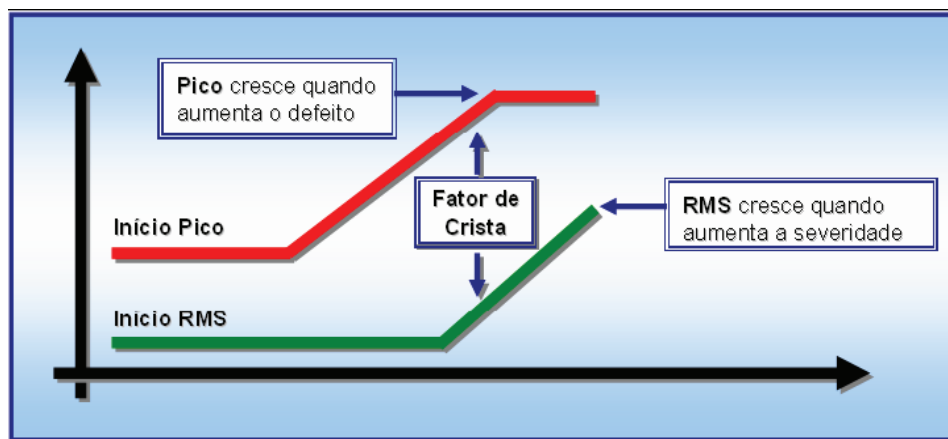 Pico cresce quando
aumenta o defeito
Fator de
Crista
RMS cresce quando
aumenta a severidade
Início Pico
Início RMS